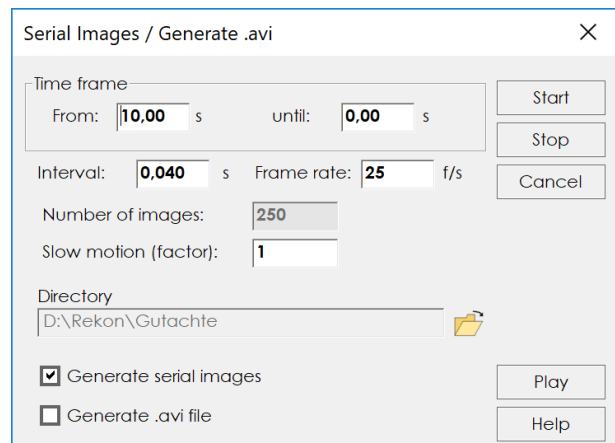 Serial Images / Generate .avi
Time frame
From: 10,00 s until: 0,00 s
Start
Stop
Interval: 0,040 s Frame rate: 25 f/s
Cancel
Number of images: 250
Slow motion (factor): 1
Directory
D:\Rekon\Gutachte
Generate serial images
Play
Generate .avi file
Help